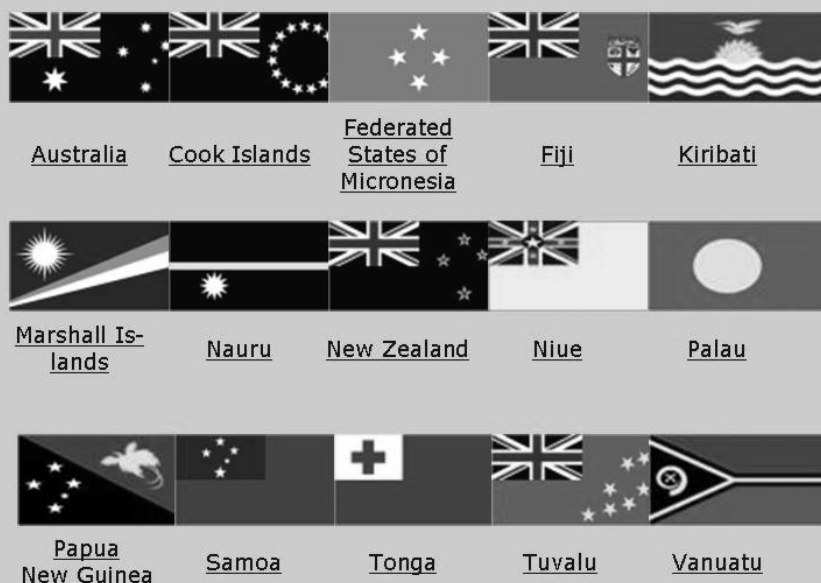 Australia
Cook Islands
Federated
States of
Micronesia
Fiji
Kiribati
Marshall Is-
lands
Nauru
New Zealand
Niue
Palau
Papua
New Guinea
Samoa
Tonga
Tuvalu
Vanuatu